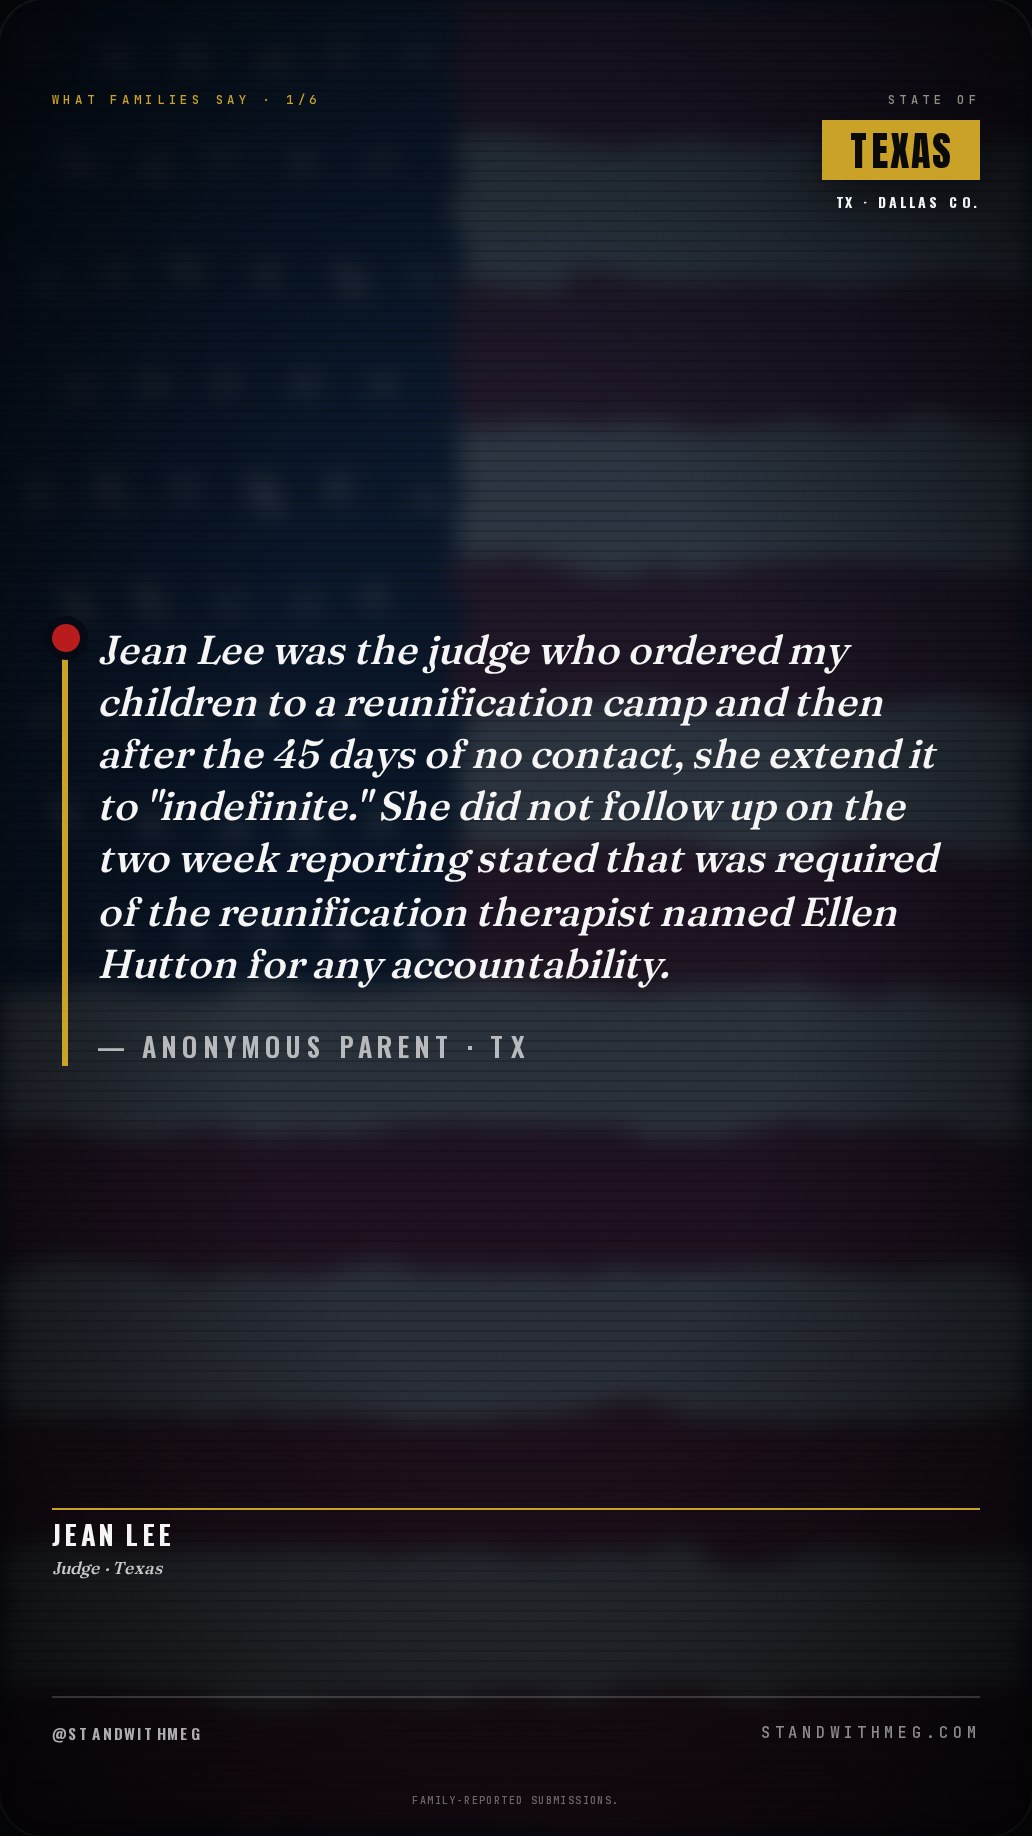 WHAT FAMILIES SAY · 1/6
STATE OF
TEXAS
TX · DALLAS CO.
Jean Lee was the judge who ordered my
children to a reunification camp and then
after the 45 days of no contact, she extend it
to "indefinite." She did not follow up on the
two week reporting stated that was required
of the reunification therapist named Ellen
Hutton for any accountability.
— ANONYMOUS PARENT · TX
JEAN LEE
Judge · Texas
@STANDWITHMEG
STANDWITHMEG.COM
FAMILY-REPORTED SUBMISSIONS.